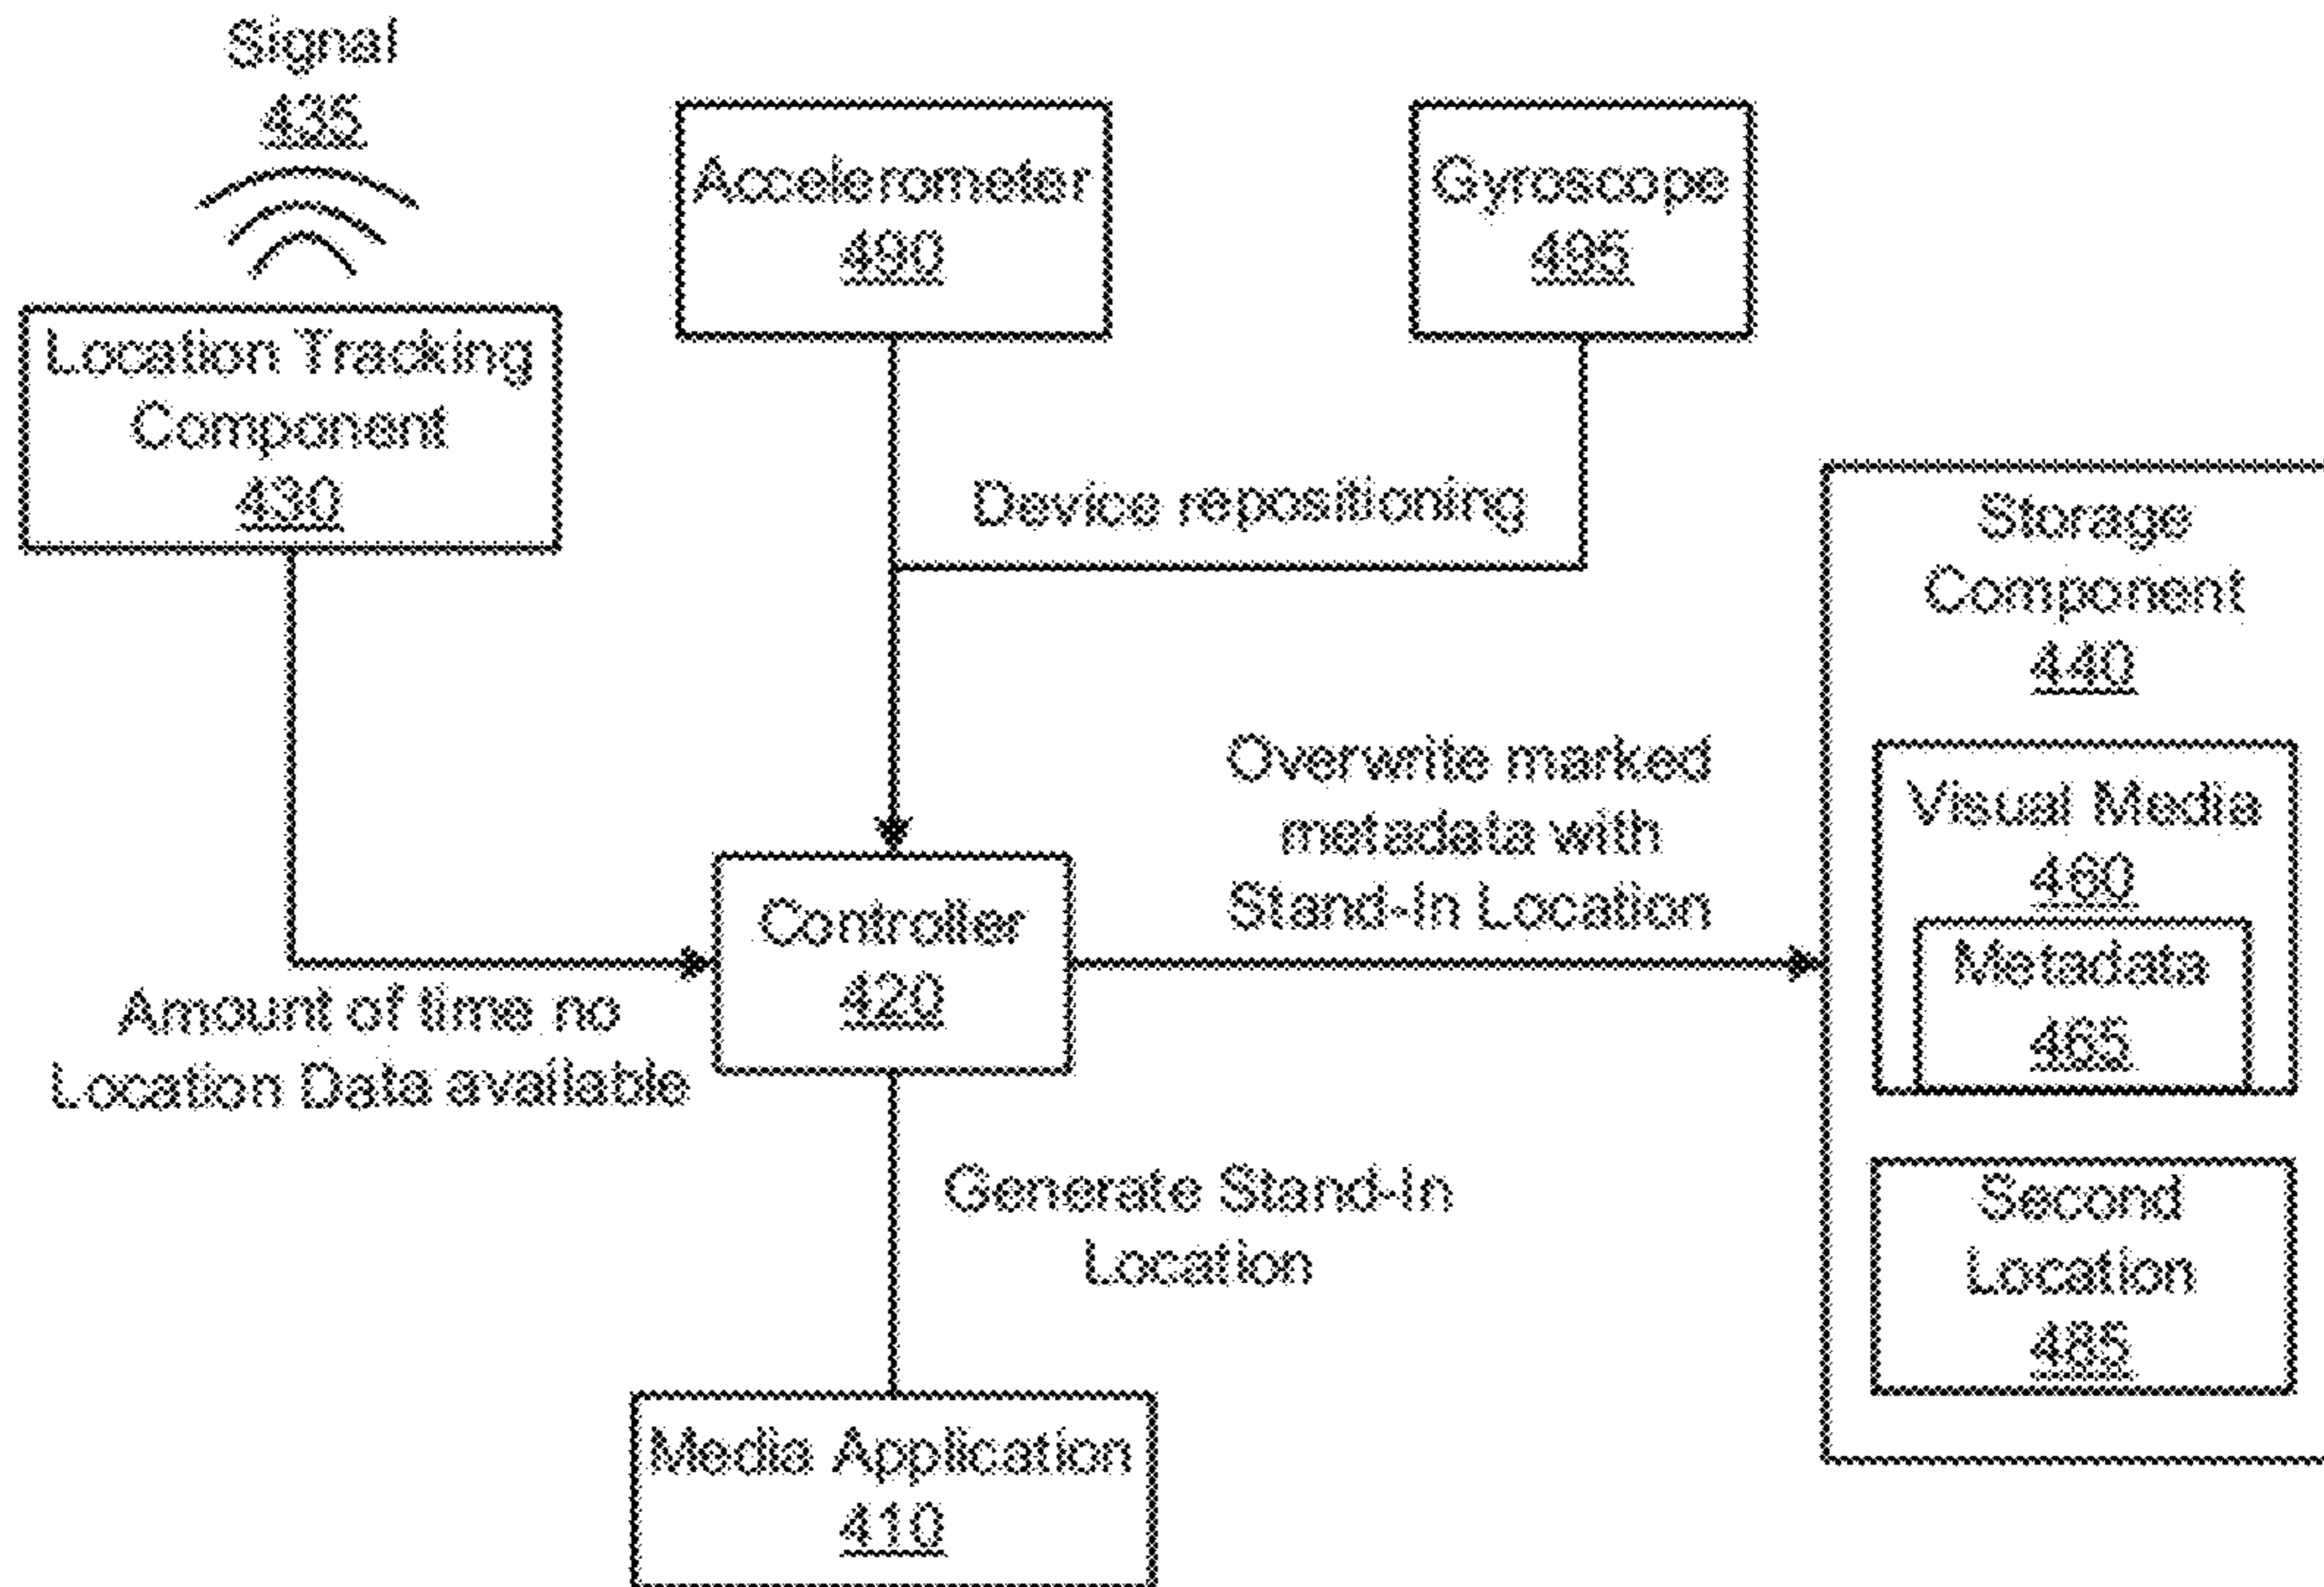 Signal
435
Accelerometer
490
Gyroscope
495
Location Tracking
Component
430
Device repositioning
Storage
Component
440
Overwrite marked
metadata with
Stand-In Location
Visual Media
460
Metadata
465
Controller
420
Amount of time no
Location Data available
Generate Stand-In
Location
Second
Location
485
Media Application
410